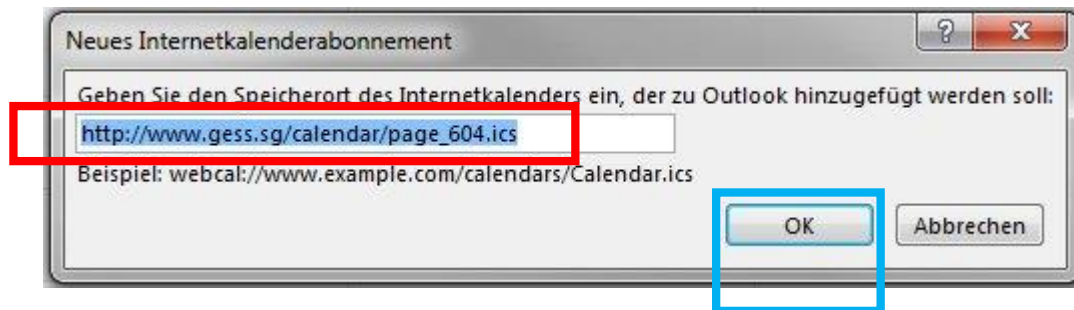 Neues Internetkalenderabonnement
Geben Sie den Speicherort des Internetkalenders ein, der zu Outlook hinzugefügt werden soll:
http://www.gess.sg/calendar/page_604.ics
Beispiel: webcal://www.example.com/calendars/Calendar.ics
OK Abbrechen